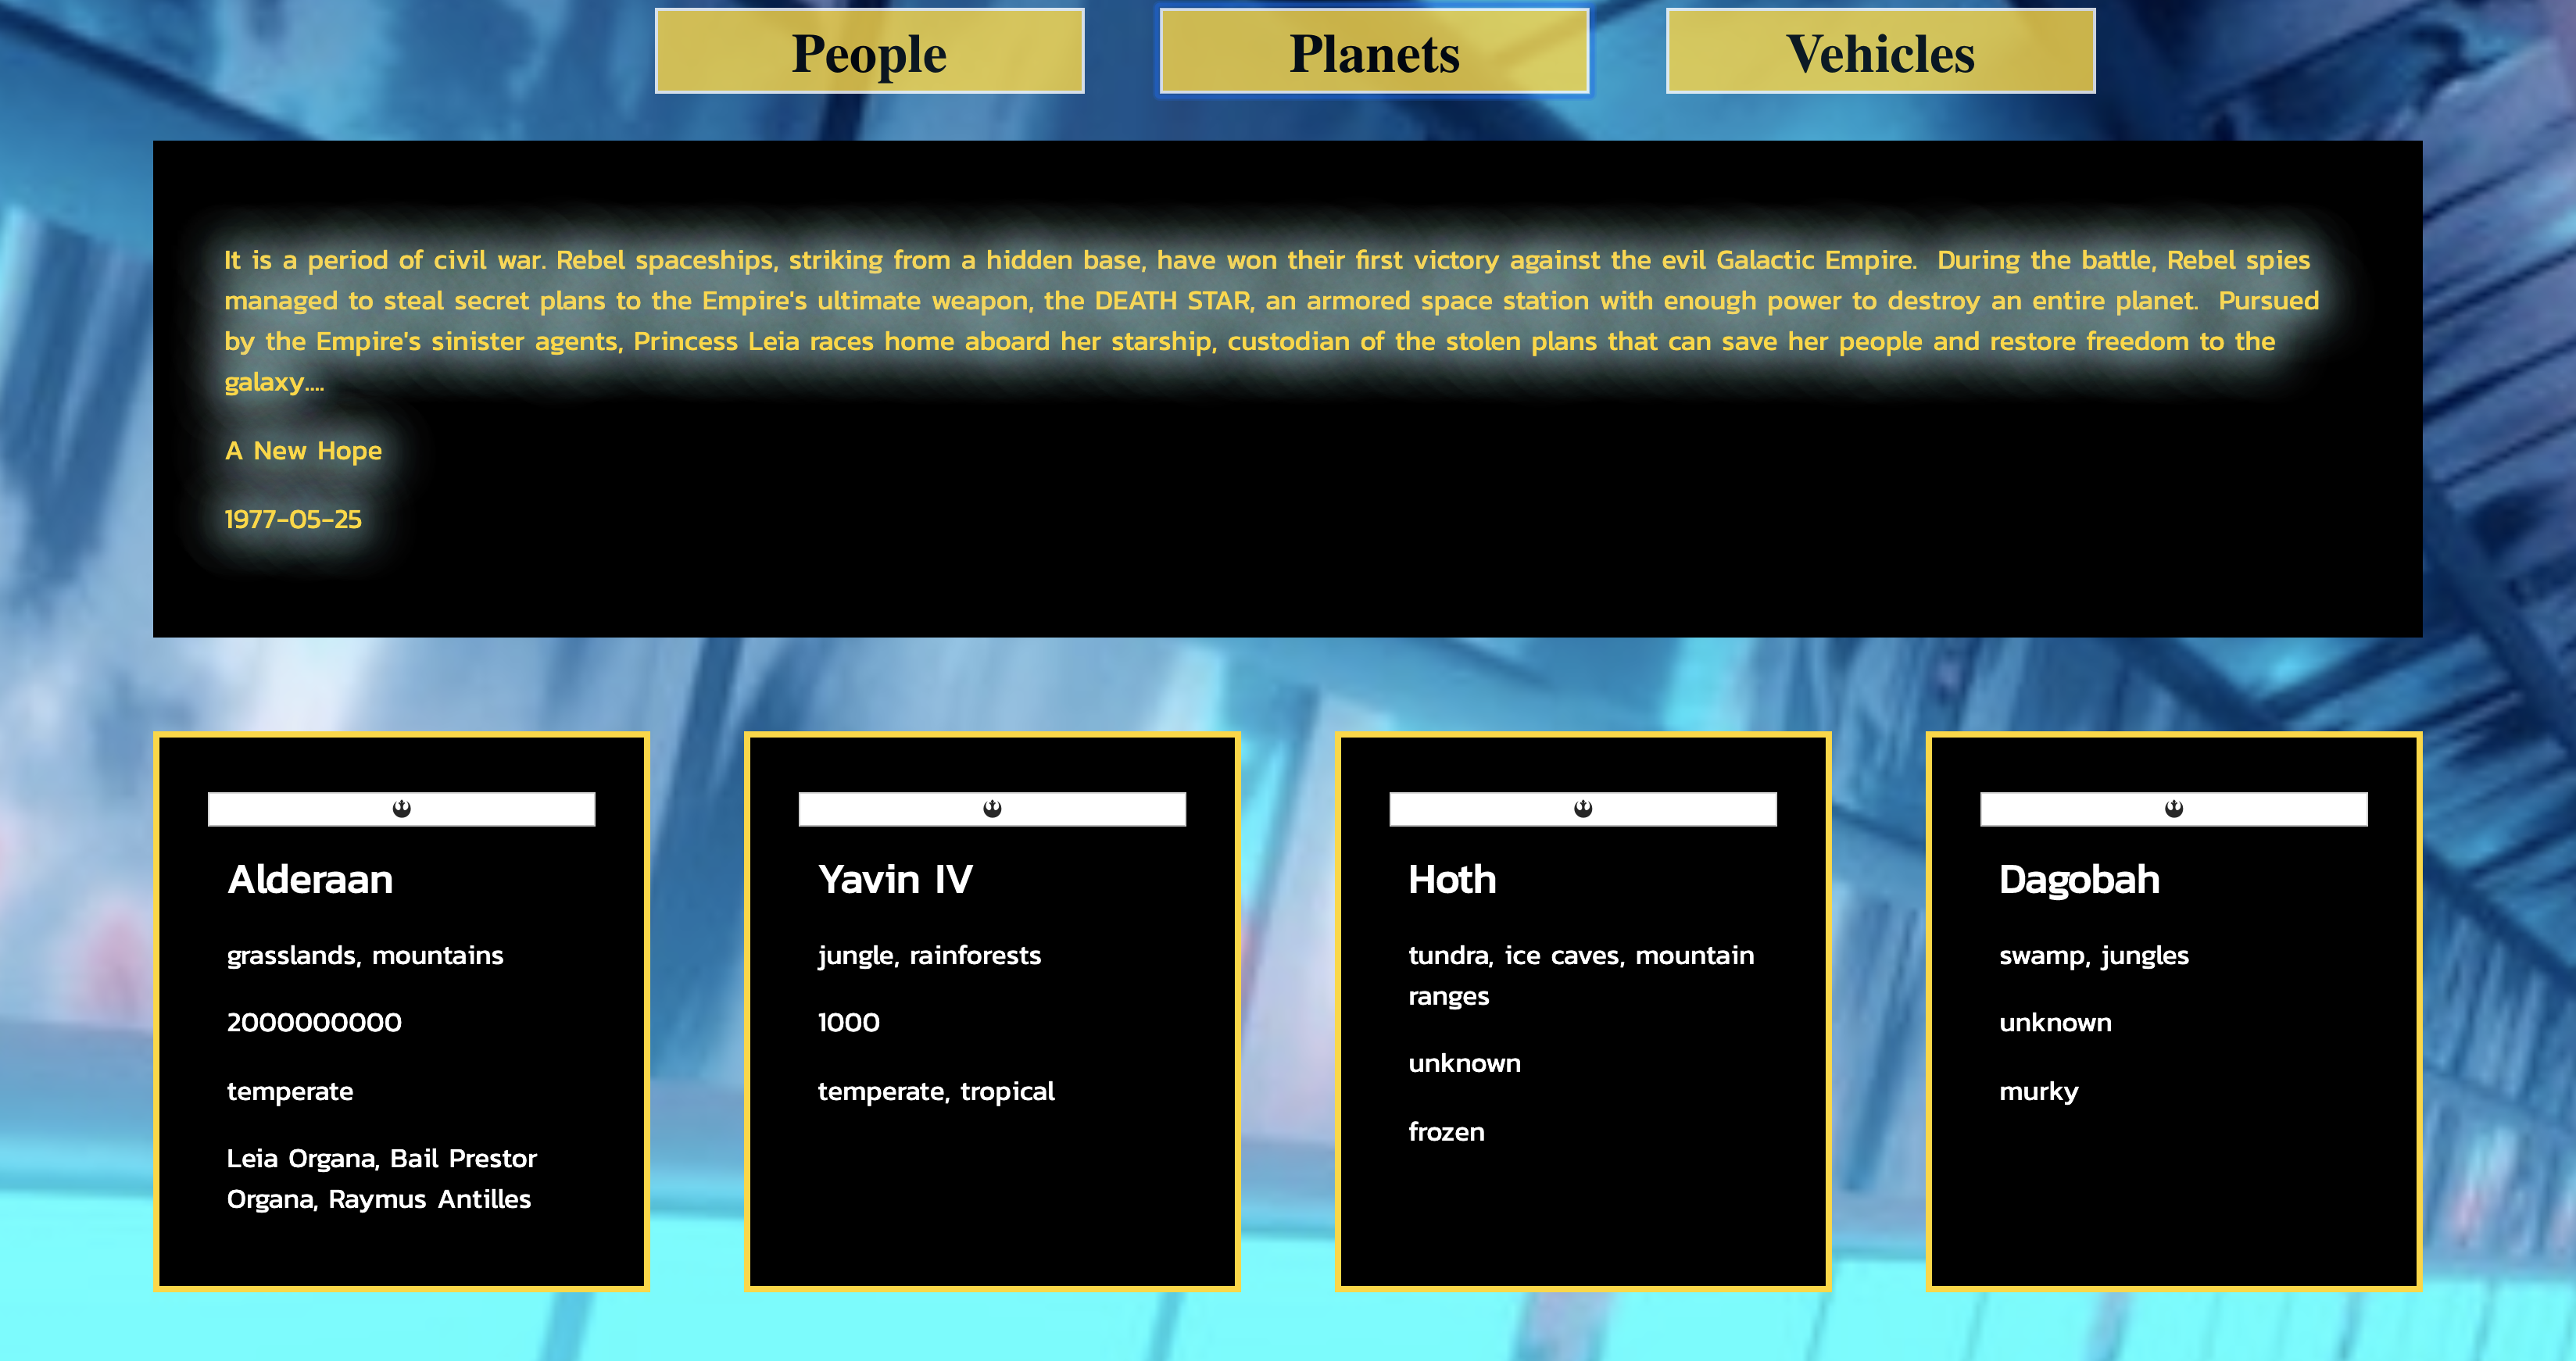 People
Planets
Vehicles
It is a period of civil war. Rebel spaceships, striking from a hidden base, have won their first victory against the evil Galactic Empire.  During the battle, Rebel spies
managed to steal secret plans to the Empire's ultimate weapon, the DEATH STAR, an armored space station with enough power to destroy an entire planet.  Pursued
by the Empire's sinister agents, Princess Leia races home aboard her starship, custodian of the stolen plans that can save her people and restore freedom to the
galaxy....
A New Hope
1977-05-25
Alderaan
grasslands, mountains
2000000000
temperate
Leia Organa, Bail Prestor
Organa, Raymus Antilles
Yavin IV
jungle, rainforests
1000
temperate, tropical
Hoth
tundra, ice caves, mountain
ranges
unknown
frozen
Dagobah
swamp, jungles
unknown
murky